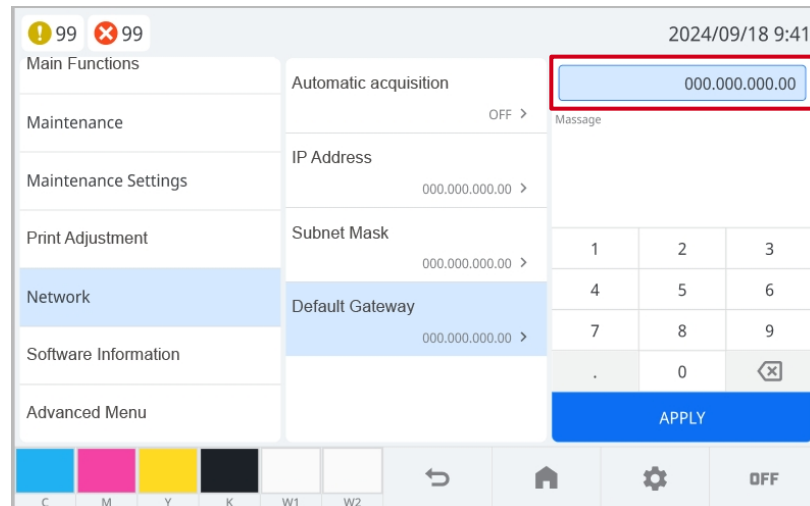 99 99
2024/09/18 9:41
Main Functions
Maintenance
Maintenance Settings
Print Adjustment
Network
Software Information
Advanced Menu
Automatic acquisition
OFF >
IP Address
000.000.000.00 >
Subnet Mask
000.000.000.00 >
Default Gateway
000.000.000.00 >
000.000.000.00
Massage
1 2 3
4 5 6
7 8 9
. 0
APPLY
C M Y K W1 W2
OFF